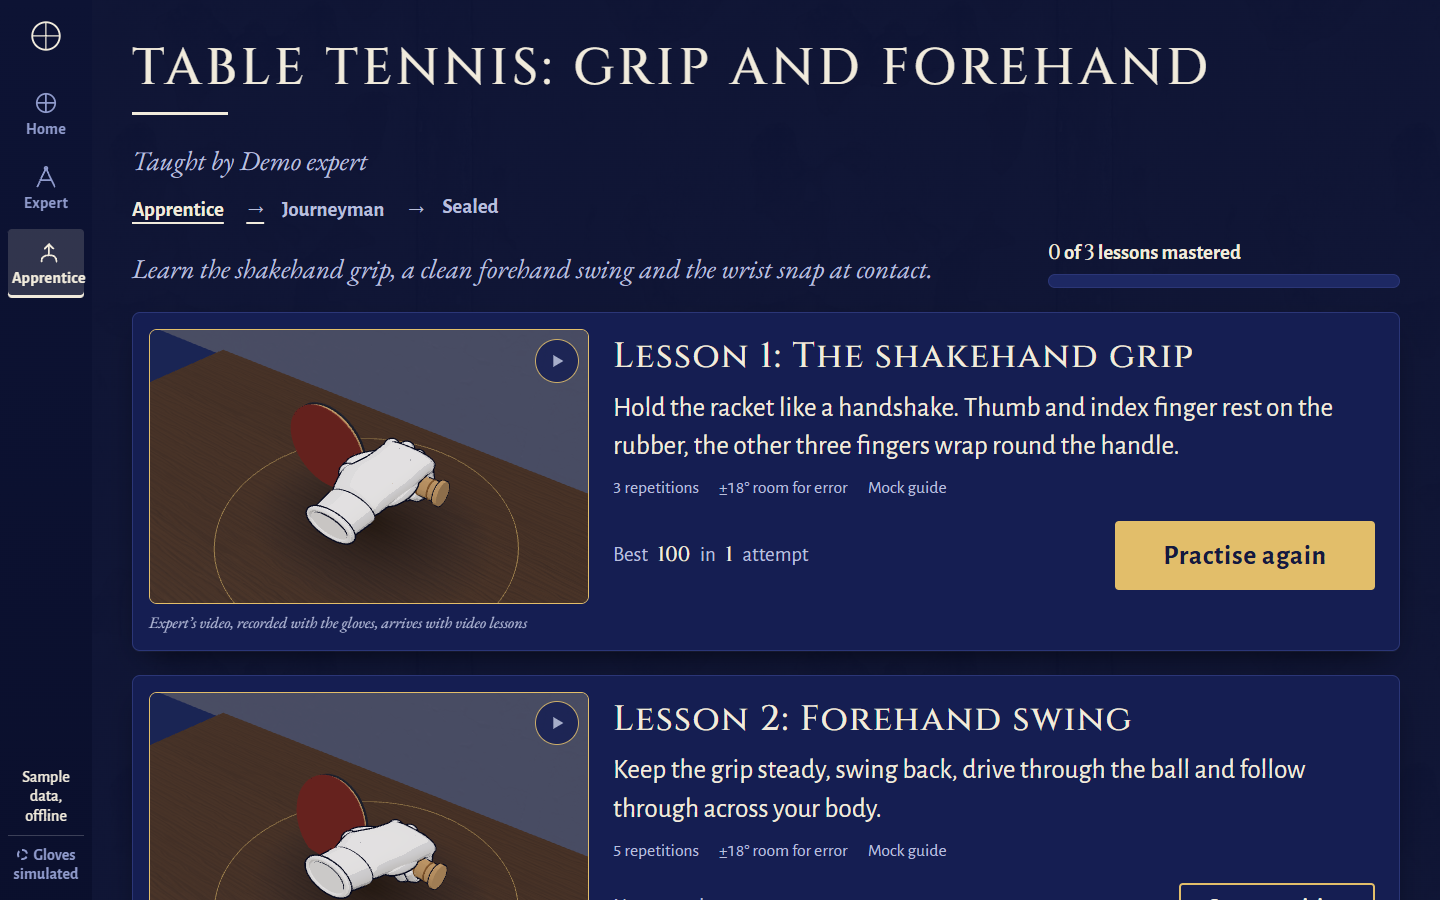 TABLE TENNIS: GRIP AND FOREHAND
Home
Expert
Apprentice
Sample
data,
offline
Gloves
simulated
Taught by Demo expert
Apprentice → Journeyman → Sealed
Learn the shakehand grip, a clean forehand swing and the wrist snap at contact.
0 of 3 lessons mastered
Lesson 1: The shakehand grip
Hold the racket like a handshake. Thumb and index finger rest on the
rubber, the other three fingers wrap round the handle.
3 repetitions ±18° room for error Mock guide
Best 100 in 1 attempt
Practise again
Expert's video, recorded with the gloves, arrives with video lessons
Lesson 2: Forehand swing
Keep the grip steady, swing back, drive through the ball and follow
through across your body.
5 repetitions ±18° room for error Mock guide